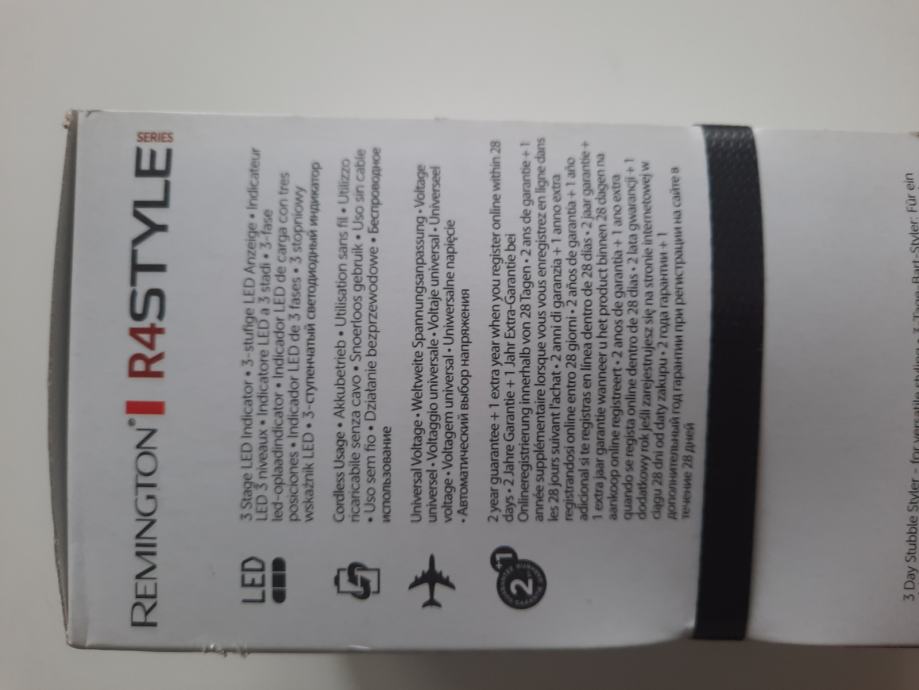 REMINGTON® R4STYLE SERIES
LED
3 Stage LED Indicator • 3-stufige LED Anzeige • Indicateur
LED 3 niveaux • Indicatore LED a 3 stadi • 3-fase
led-oplaadindicator • Indicador LED de carga con tres
posiciones • Indicador LED de 3 fases • 3 stopniowy
wskaźnik LED • 3-ступенчатый светодиодный индикатор
Cordless Usage • Akkubetrieb • Utilisation sans fil • Utilizzo
ricaricabile senza cavo • Snoerloos gebruik • Uso sin cable
• Uso sem fio • Działanie bezprzewodowe • Беспроводное
использование
Universal Voltage • Weltweite Spannungsanpassung • Voltage
universel • Voltaggio universale • Voltaje universal • Universeel
voltage • Voltagem universal • Uniwersalne napięcie
• Автоматический выбор напряжения
2+1
2 year guarantee + 1 extra year when you register online within 28
days • 2 Jahre Garantie + 1 Jahr Extra-Garantie bei
Onlineregistrierung innerhalb von 28 Tagen • 2 ans de garantie + 1
année supplémentaire lorsque vous vous enregistrez en ligne dans
les 28 jours suivant l'achat • 2 anni di garanzia + 1 anno extra
registrandosi online entro 28 giorni • 2 años de garantía + 1 año
adicional si te registras en línea dentro de 28 días • 2 jaar garantie +
1 extra jaar garantie wanneer u het product binnen 28 dagen na
aankoop online registreert • 2 anos de garantia + 1 ano extra
quando se regista online dentro de 28 dias • 2 lata gwarancji + 1
dodatkowy rok jeśli zarejestrujesz się na stronie internetowej w
ciągu 28 dni od daty zakupu • 2 года гарантии + 1
дополнительный год гарантии при регистрации на сайте в
течение 28 дней
3 Day Stubble Styler for
Für ein